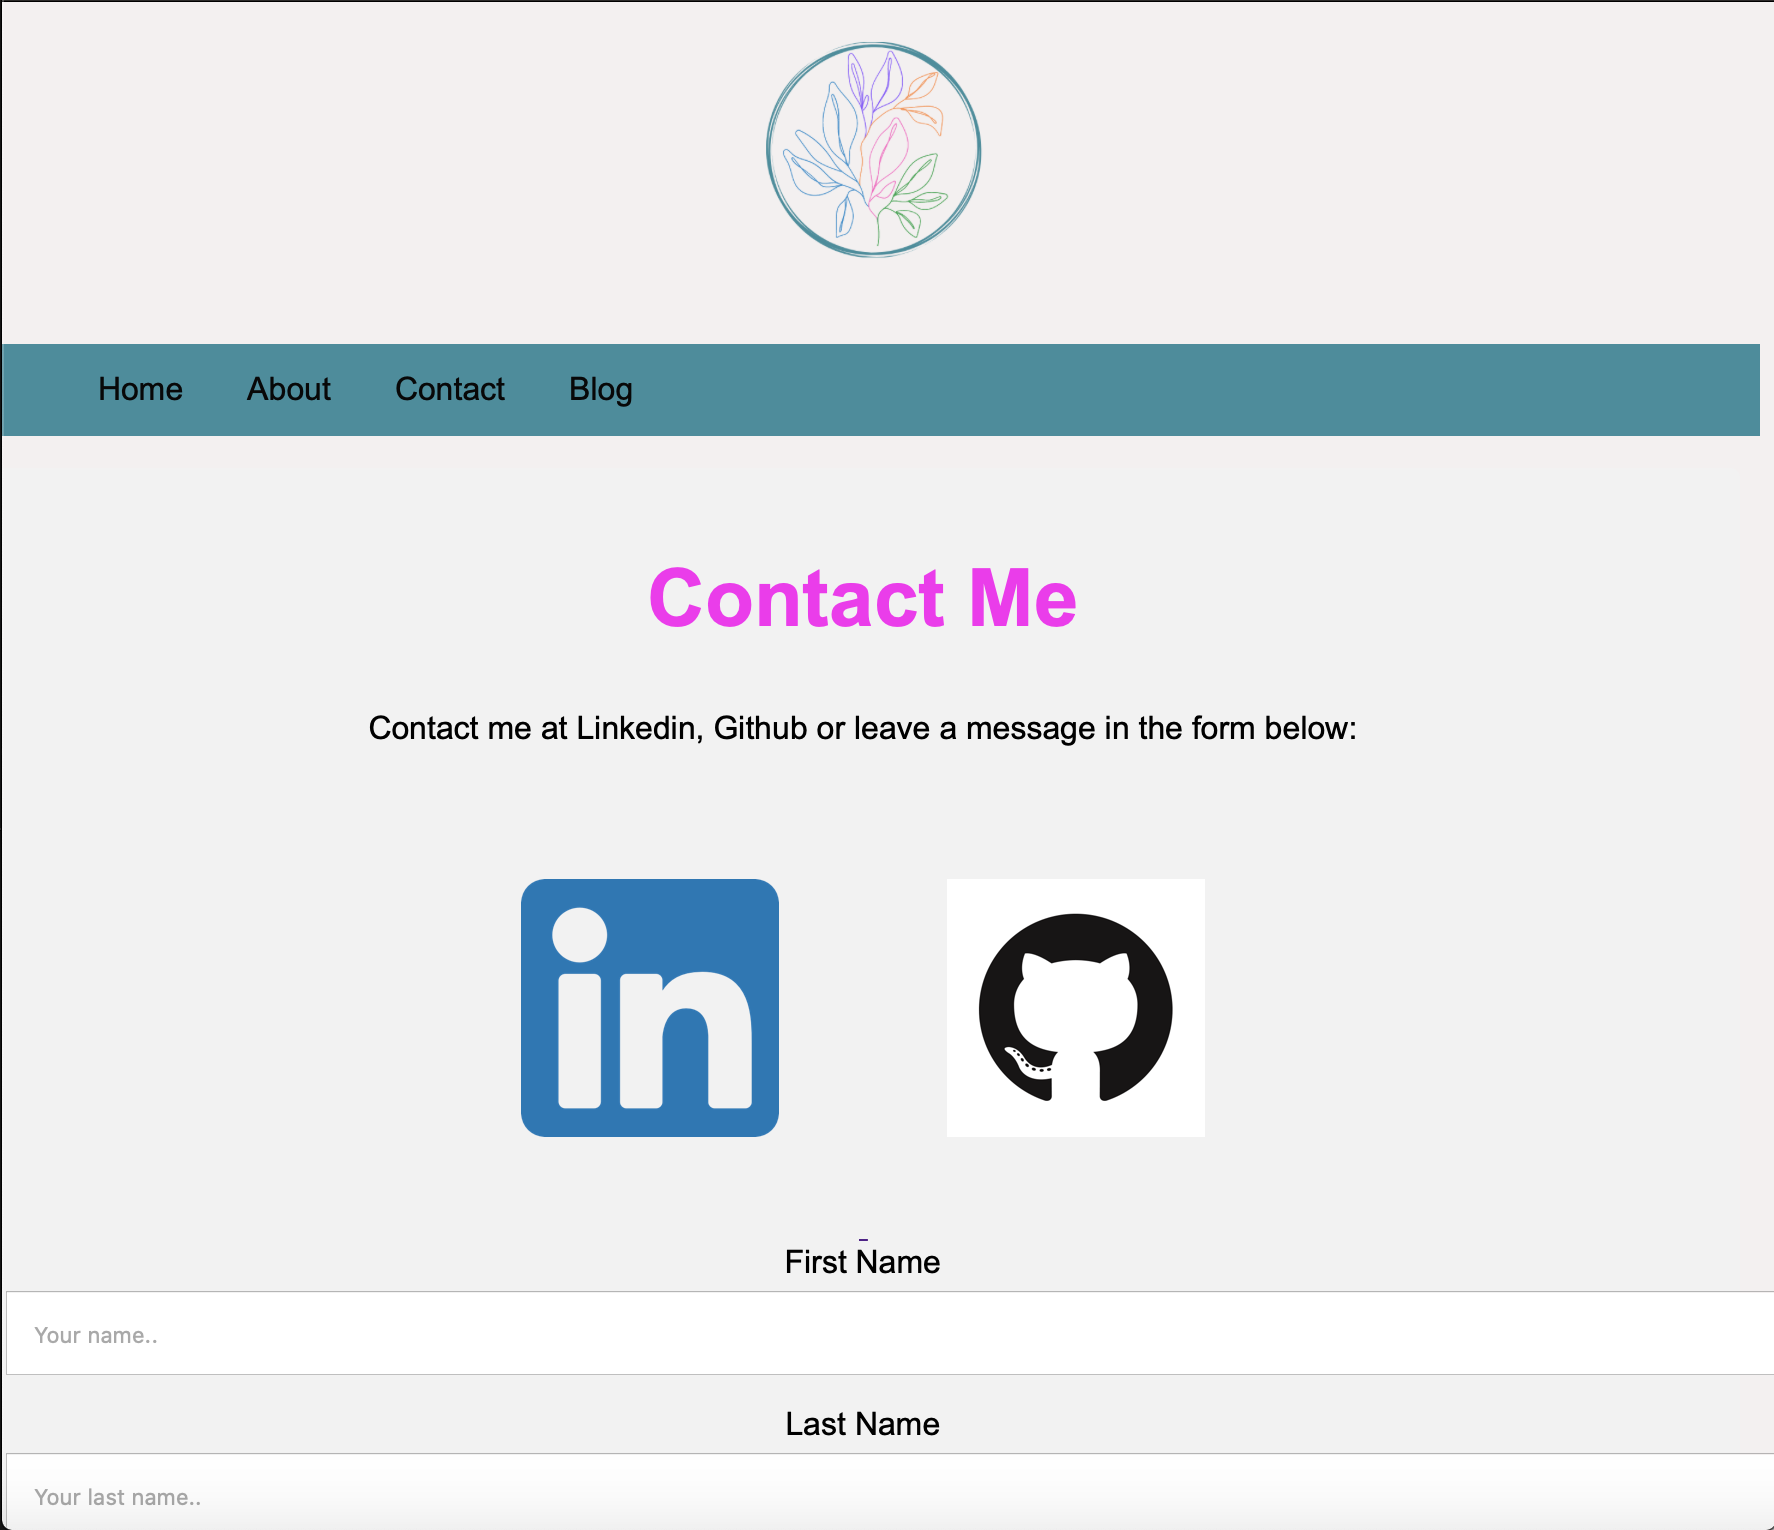 Home About Contact Blog
Contact Me
Contact me at Linkedin, Github or leave a message in the form below:
in
First Name
Your name..
Last Name
Your last name..